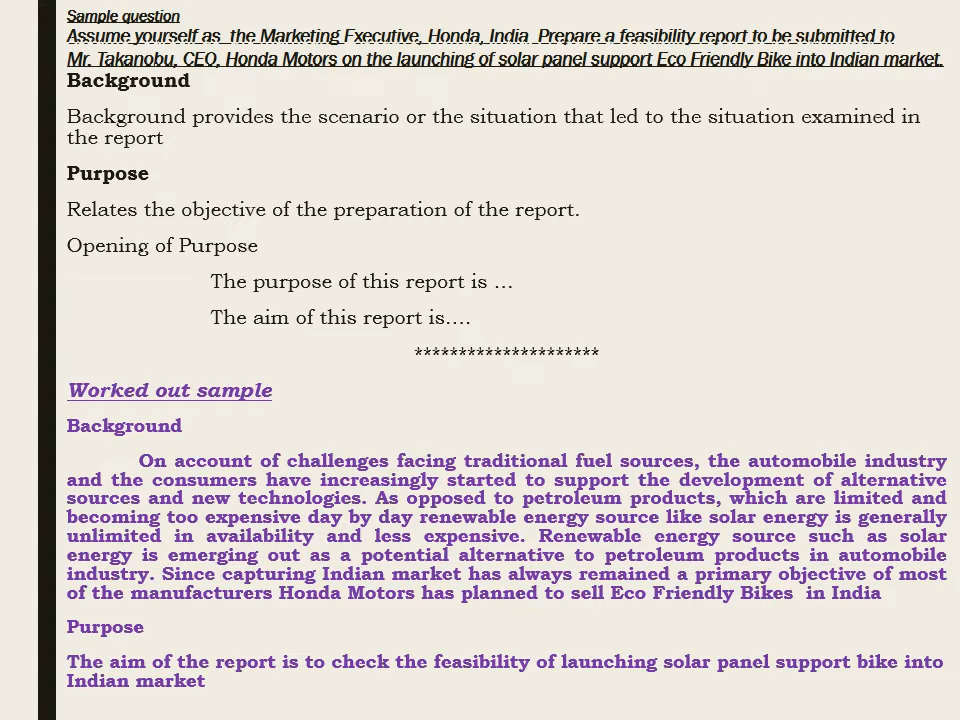 Sample question
Assume yourself as the Marketing Executive, Honda, India Prepare a feasibility report to be submitted to
Mr. Takanobu, CEO, Honda Motors on the launching of solar panel support Eco Friendly Bike into Indian market.
Background
Background provides the scenario or the situation that led to the situation examined in
the report
Purpose
Relates the objective of the preparation of the report.
Opening of Purpose
The purpose of this report is …
The aim of this report is….
*********************
Worked out sample
Background
On account of challenges facing traditional fuel sources, the automobile industry
and the consumers have increasingly started to support the development of alternative
sources and new technologies. As opposed to petroleum products, which are limited and
becoming too expensive day by day renewable energy source like solar energy is generally
unlimited in availability and less expensive. Renewable energy source such as solar
energy is emerging out as a potential alternative to petroleum products in automobile
industry. Since capturing Indian market has always remained a primary objective of most
of the manufacturers Honda Motors has planned to sell Eco Friendly Bikes in India
Purpose
The aim of the report is to check the feasibility of launching solar panel support bike into
Indian market